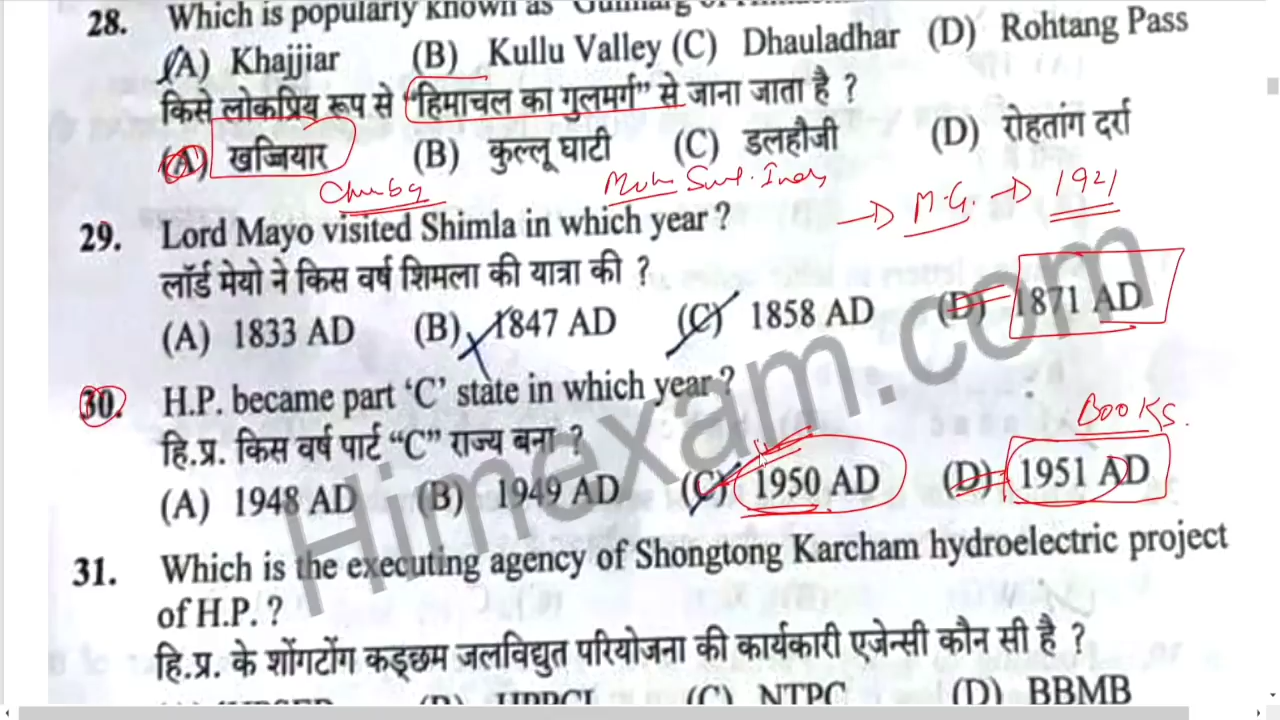 28. Which is popularly known as
(A) Khajjiar (B) Kullu Valley (C) Dhauladhar (D) Rohtang Pass
किसे लोकप्रिय रूप से "हिमाचल का गुलमर्ग" से जाना जाता है ?
(A) खज्जियार (B) कुल्लू घाटी (C) डलहौजी (D) रोहतांग दर्रा
M.G. → 1921
29. Lord Mayo visited Shimla in which year ?
लॉर्ड मेयो ने किस वर्ष शिमला की यात्रा की ?
(A) 1833 AD (B) 1847 AD (C) 1858 AD (D) 1871 AD
30. H.P. became part 'C' state in which year ?
BOOKS.
हि.प्र. किस वर्ष पार्ट "C" राज्य बना ?
(A) 1948 AD (B) 1949 AD (C) 1950 AD (D) 1951 AD
31. Which is the executing agency of Shongtong Karcham hydroelectric project
of H.P. ?
हि.प्र. के शोंगटोंग कड़छम जलविद्युत परियोजना की कार्यकारी एजेन्सी कौन सी है ?
(C) NTPC (D) BBMB
Himexam.com